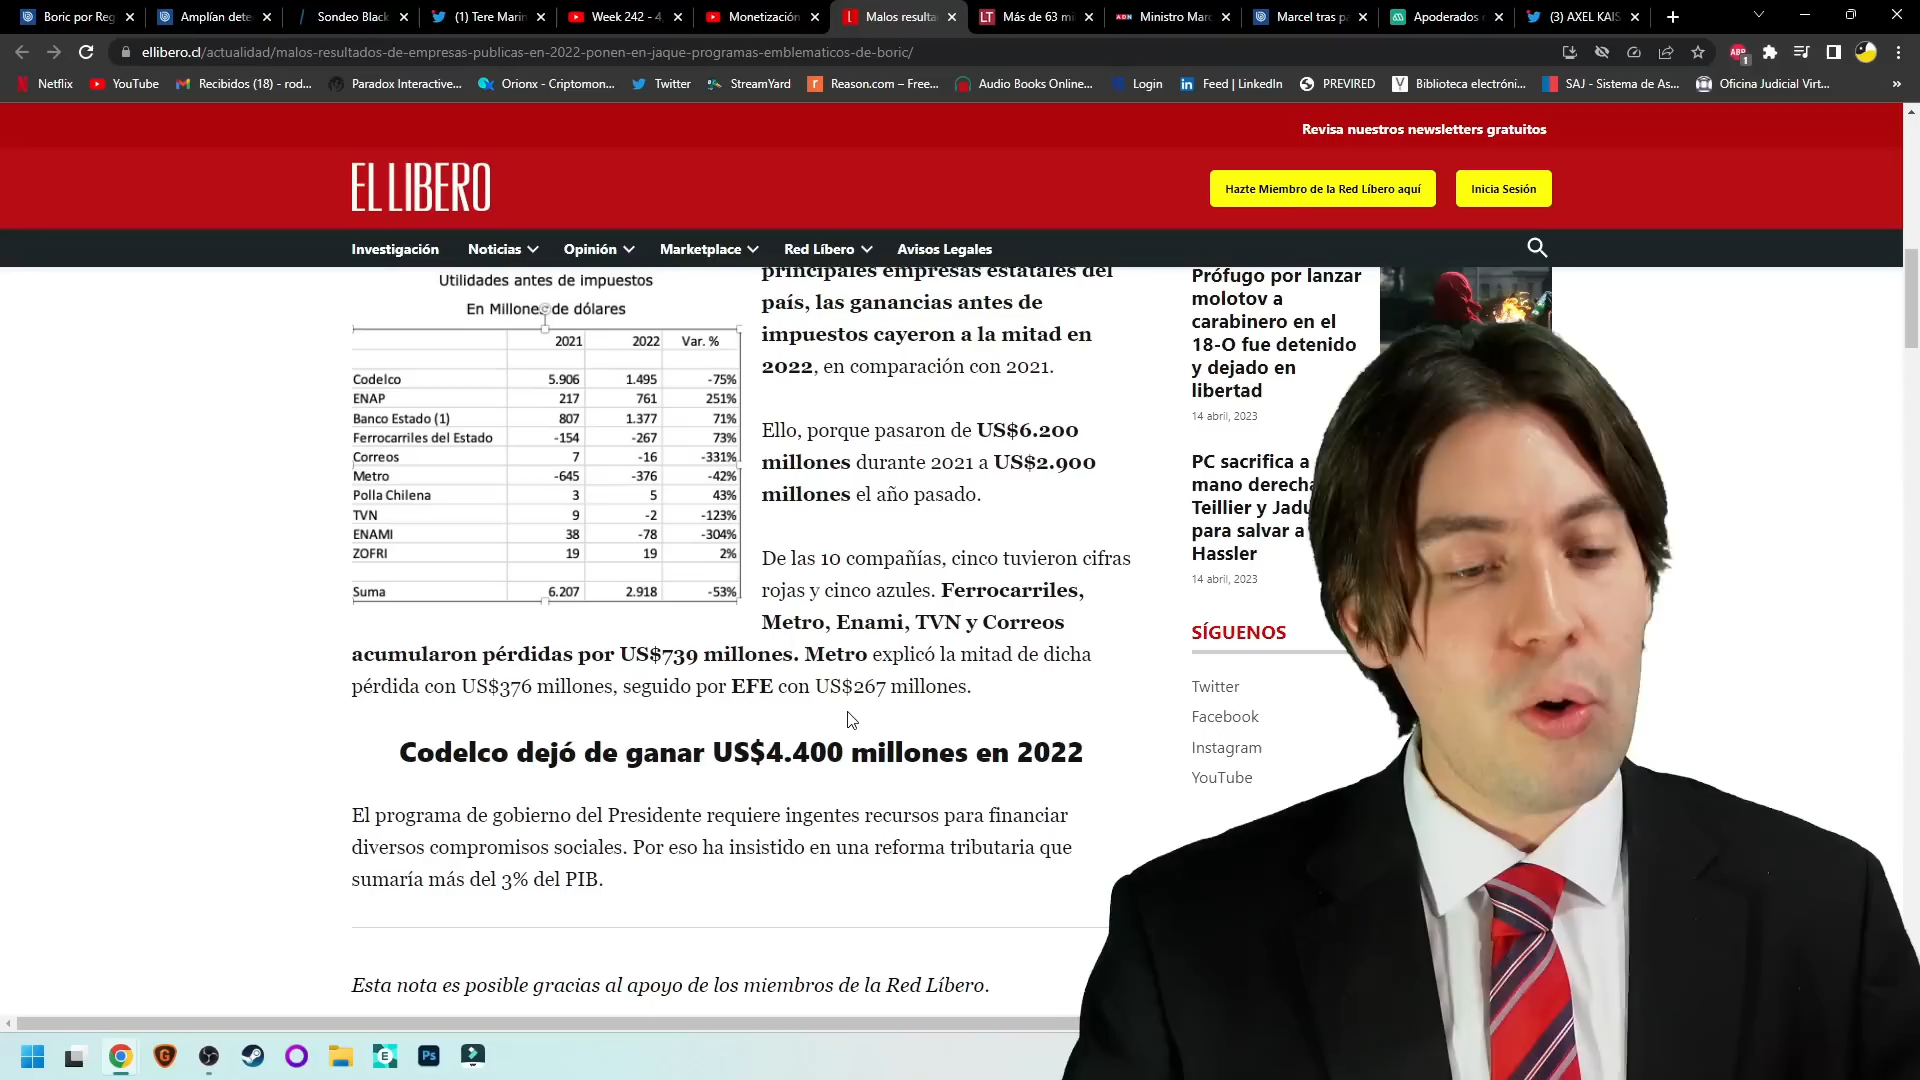 Boric por Reg
Amplían dete
Sondeo Black
(1) Tere Marin
Week 242 - 4
Monetización
Malos resulta
Más de 63 mi
Ministro Marc
Marcel tras pa
Apoderados
(3) AXEL KAIS
ellibero.cl/actualidad/malos-resultados-de-empresas-publicas-en-2022-ponen-en-jaque-programas-emblematicos-de-boric/
Netflix
YouTube
Recibidos (18) - rod...
Paradox Interactive...
Orionx - Criptomon...
Twitter
StreamYard
Reason.com – Free...
Audio Books Online...
Login
Feed | LinkedIn
PREVIRED
Biblioteca electróni...
SAJ - Sistema de As...
Oficina Judicial Virt...
Revisa nuestros newsletters gratuitos
EL LIBERO
Hazte Miembro de la Red Líbero aquí
Inicia Sesión
Investigación
Noticias
Opinión
Marketplace
Red Líbero
Avisos Legales
Utilidades antes de impuestos
En Millones de dólares
2021 2022 Var. %
Codelco 5.906 1.495 -75%
ENAP 217 761 251%
Banco Estado (1) 807 1.377 71%
Ferrocarriles del Estado -154 -267 73%
Correos 7 -16 -331%
Metro -645 -376 -42%
Polla Chilena 3 5 43%
TVN 9 -2 -123%
ENAMI 38 -78 -304%
ZOFRI 19 19 2%
Suma 6.207 2.918 -53%
principales empresas estatales del
país, las ganancias antes de
impuestos cayeron a la mitad en
2022, en comparación con 2021.
Ello, porque pasaron de US$6.200
millones durante 2021 a US$2.900
millones el año pasado.
De las 10 compañías, cinco tuvieron cifras
rojas y cinco azules. Ferrocarriles,
Metro, Enami, TVN y Correos
acumularon pérdidas por US$739 millones. Metro explicó la mitad de dicha
pérdida con US$376 millones, seguido por EFE con US$267 millones.
Codelco dejó de ganar US$4.400 millones en 2022
El programa de gobierno del Presidente requiere ingentes recursos para financiar
diversos compromisos sociales. Por eso ha insistido en una reforma tributaria que
sumaría más del 3% del PIB.
Esta nota es posible gracias al apoyo de los miembros de la Red Líbero.
Prófugo por lanzar
molotov a
carabinero en el
18-O fue detenido
y dejado en
libertad
14 abril, 2023
PC sacrifica a
mano derecha
Teillier y Jadu
para salvar a
Hassler
14 abril, 2023
SÍGUENOS
Twitter
Facebook
Instagram
YouTube